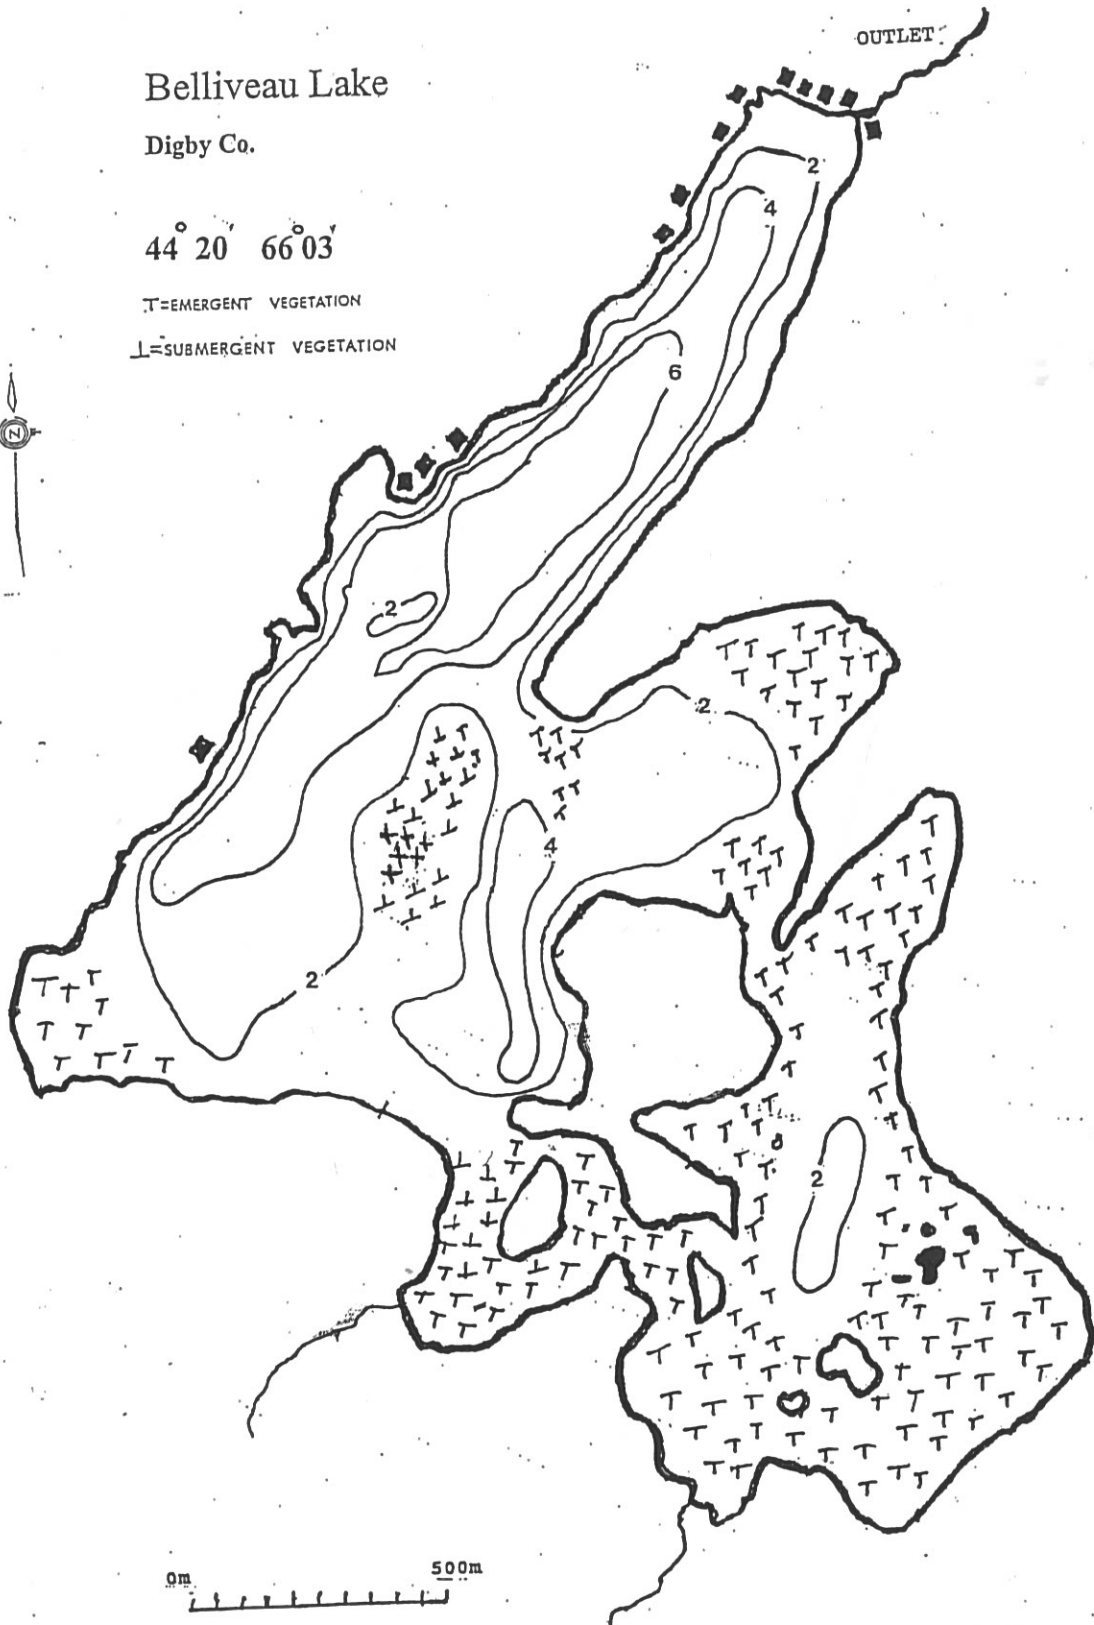 OUTLET
Belliveau Lake
Digby Co.
44° 20' 66° 03'
T=EMERGENT VEGETATION
⊥=SUBMERGENT VEGETATION
2
4
6
N
2
2
4
2
2
0m 500m